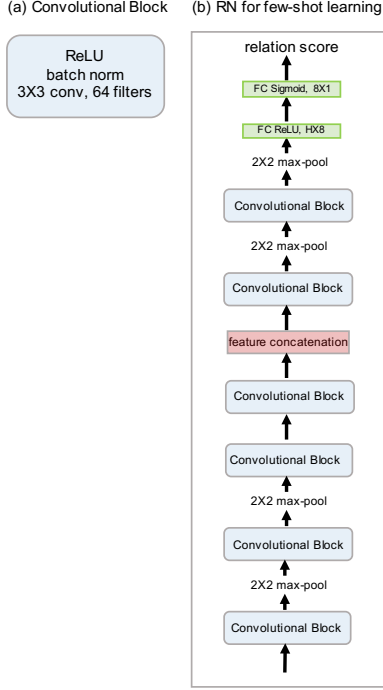 (a) Convolutional Block
(b) RN for few-shot learning
ReLU
batch norm
3X3 conv, 64 filters
relation score
FC Sigmoid, 8X1
FC ReLU, HX8
2X2 max-pool
Convolutional Block
2X2 max-pool
Convolutional Block
feature concatenation
Convolutional Block
Convolutional Block
2X2 max-pool
Convolutional Block
2X2 max-pool
Convolutional Block